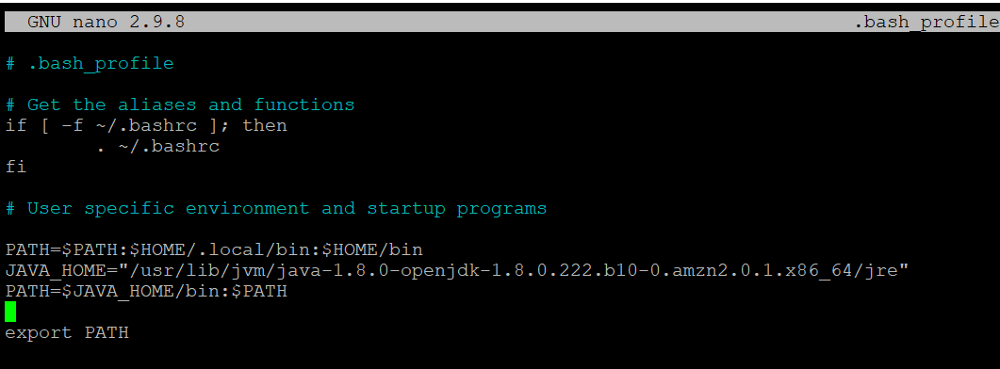 GNU nano 2.9.8 .bash_profile
# .bash_profile
# Get the aliases and functions
if [ -f ~/.bashrc ]; then
. ~/.bashrc
fi
# User specific environment and startup programs
PATH=$PATH:$HOME/.local/bin:$HOME/bin
JAVA_HOME="/usr/lib/jvm/java-1.8.0-openjdk-1.8.0.222.b10-0.amzn2.0.1.x86_64/jre"
PATH=$JAVA_HOME/bin:$PATH
export PATH